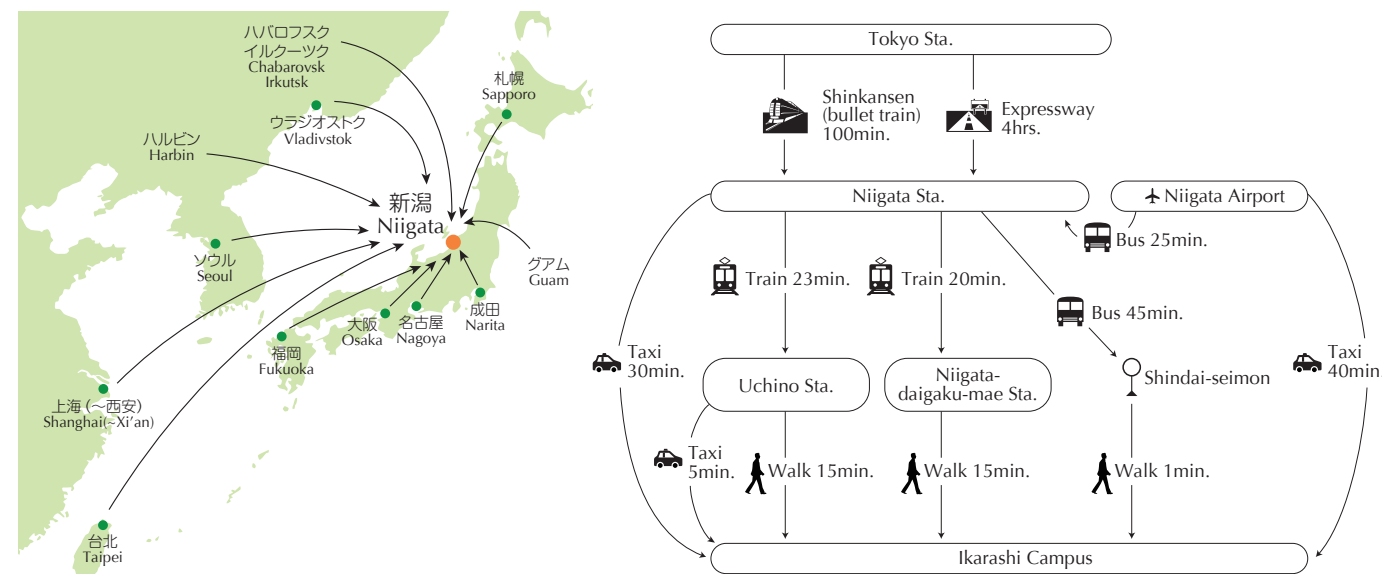 ハバロフスク
イルクーツク
Chabarovsk
Irkutsk
札幌
Sapporo
ウラジオストク
Vladivstok
ハルビン
Harbin
新潟
Niigata
ソウル
Seoul
グアム
Guam
成田
Narita
名古屋
Nagoya
大阪
Osaka
福岡
Fukuoka
上海(〜西安)
Shanghai(~Xi'an)
台北
Taipei
Tokyo Sta.
Shinkansen
(bullet train)
100min.
Expressway
4hrs.
Niigata Sta.
Niigata Airport
Bus 25min.
Train 23min.
Train 20min.
Bus 45min.
Taxi
30min.
Uchino Sta.
Niigata-
daigaku-mae Sta.
Shindai-seimon
Taxi
40min.
Taxi
5min.
Walk 15min.
Walk 15min.
Walk 1min.
Ikarashi Campus